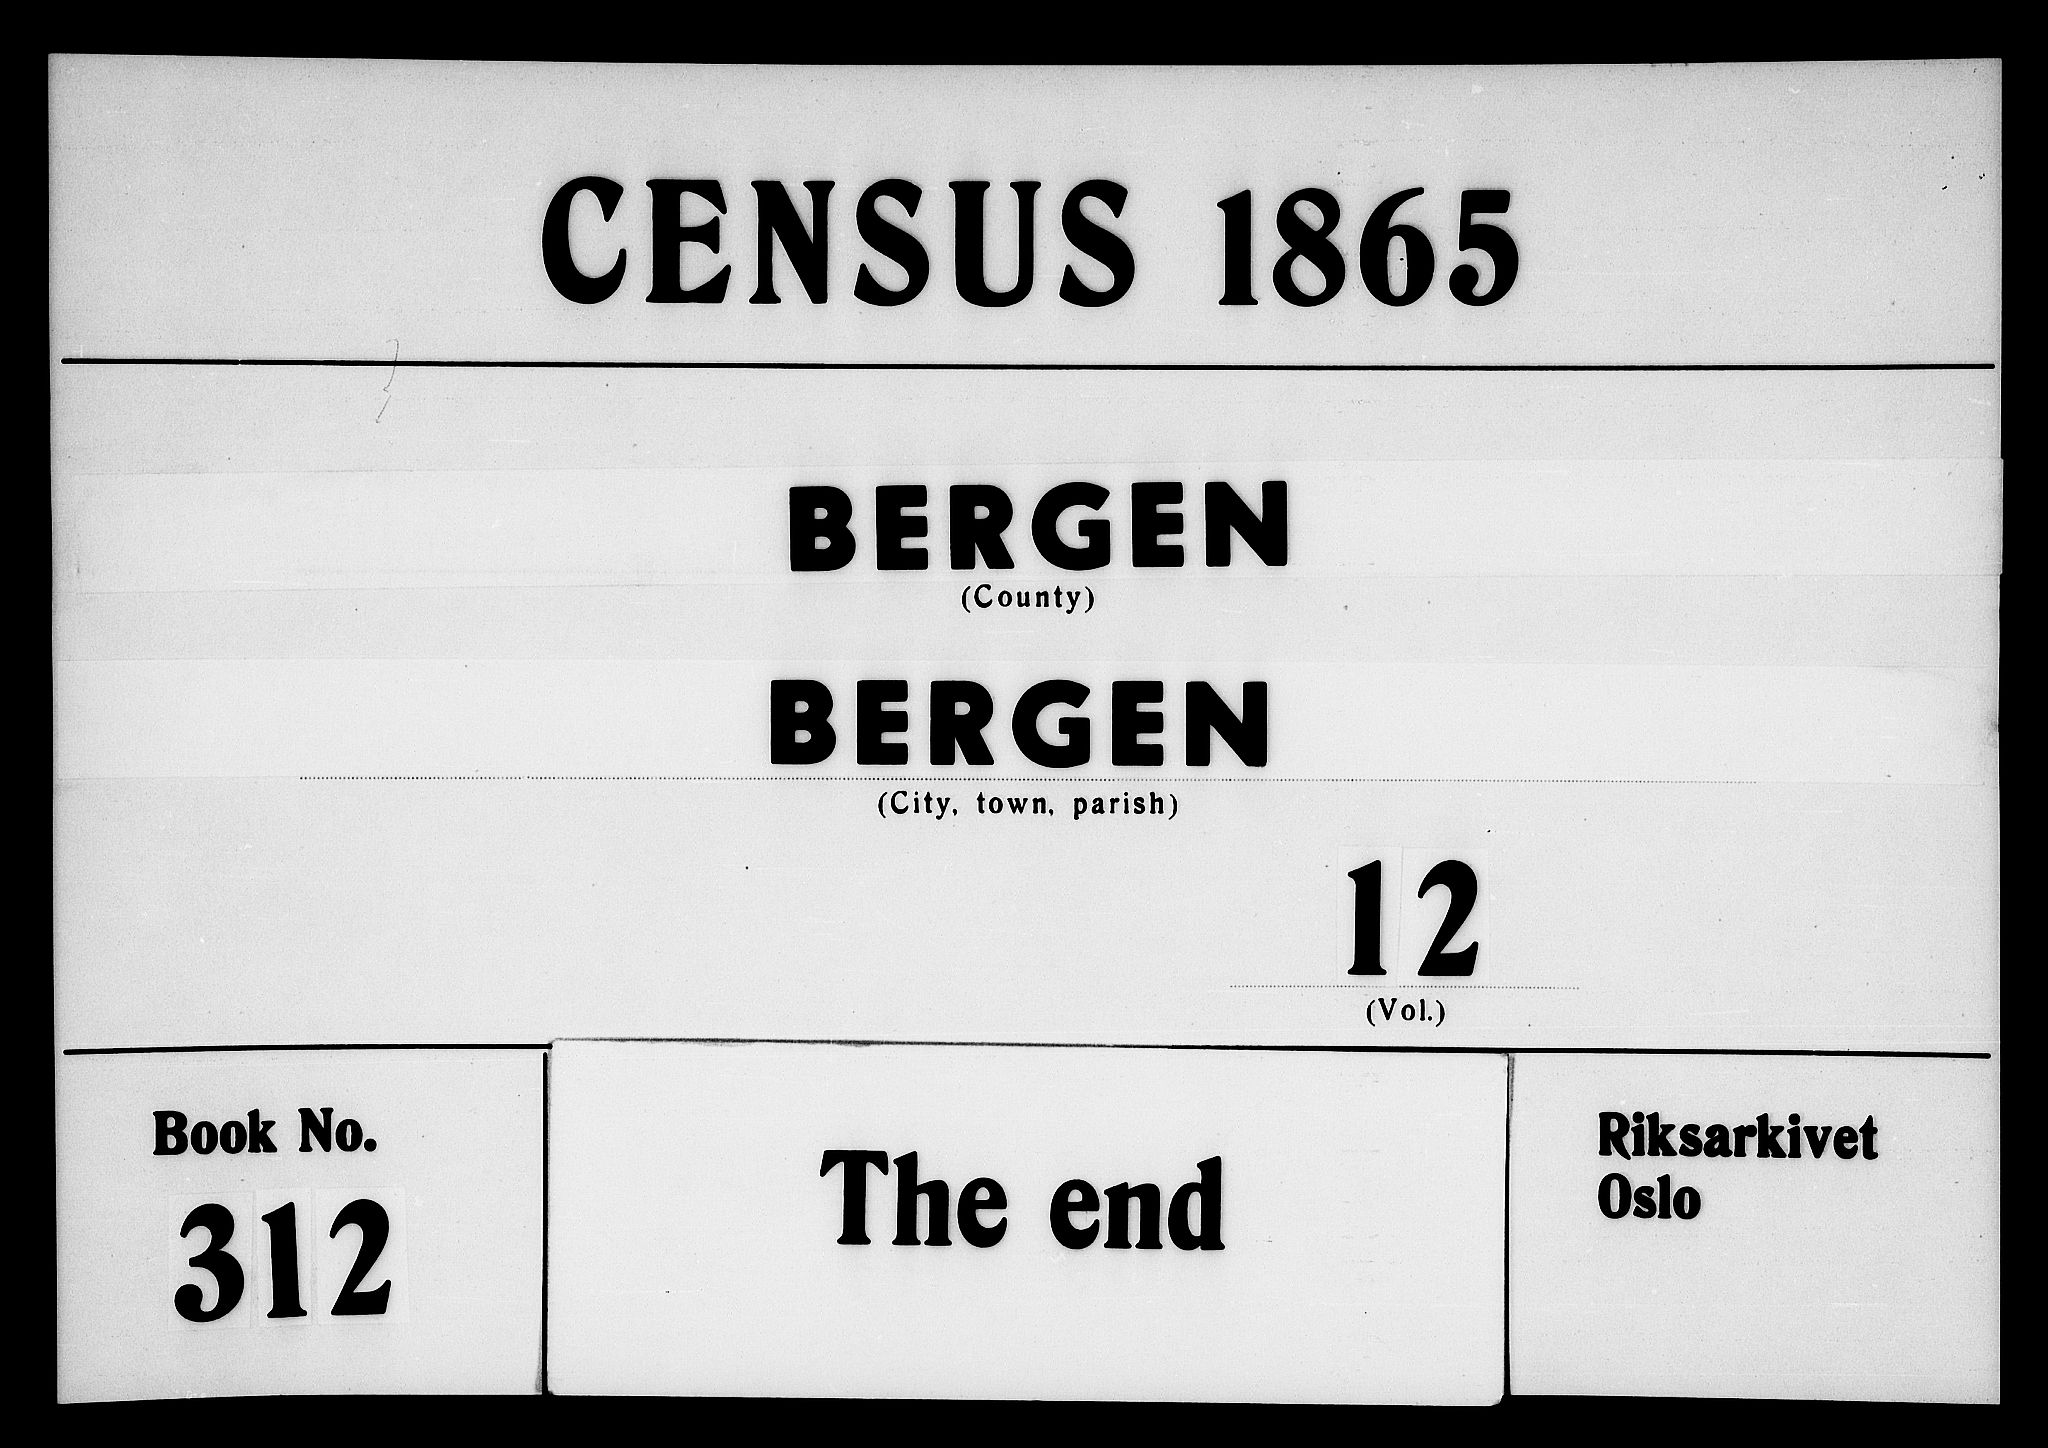 CENSUS 1865
BERGEN
(County)
BERGEN
(City, town, parish)
12
(Vol.)
Book No.
312
The end
Riksarkivet
Oslo